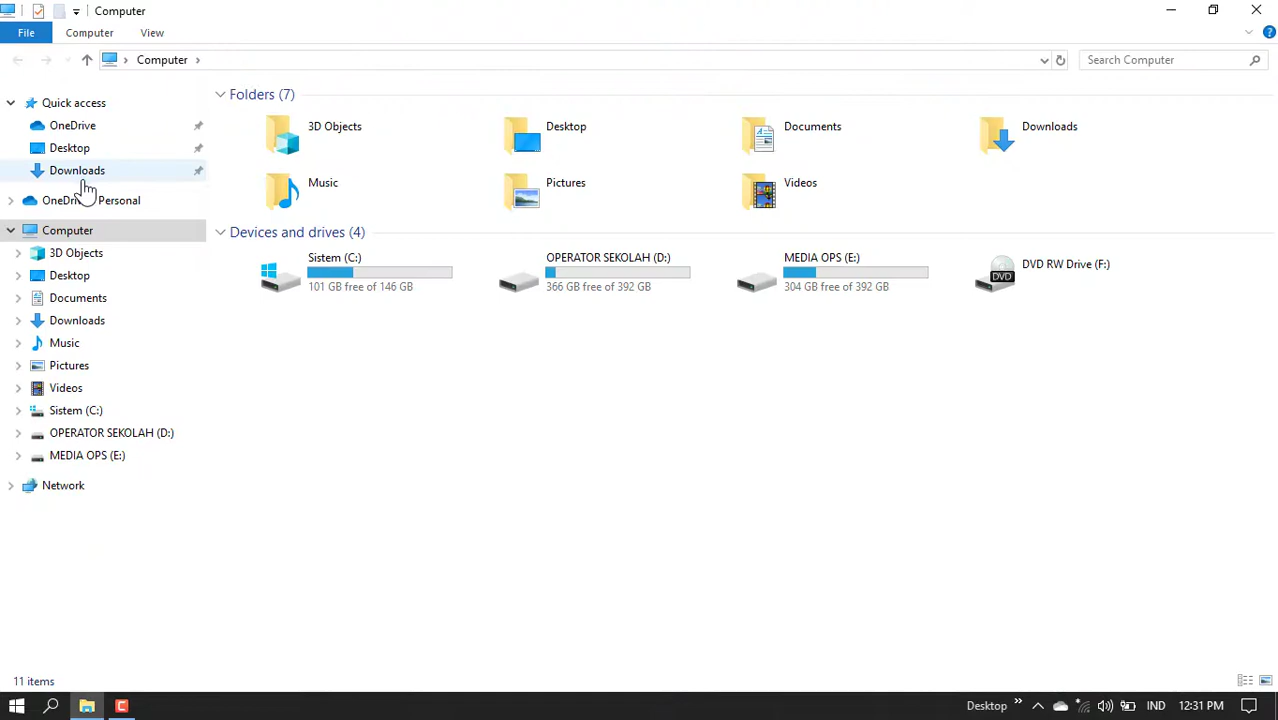 Computer
File Computer View
Computer
Search Computer
Quick access
OneDrive
Desktop
Downloads
OneDrive Personal
Computer
3D Objects
Desktop
Documents
Downloads
Music
Pictures
Videos
Sistem (C:)
OPERATOR SEKOLAH (D:)
MEDIA OPS (E:)
Network
Folders (7)
3D Objects Desktop Documents Downloads
Music Pictures Videos
Devices and drives (4)
Sistem (C:) OPERATOR SEKOLAH (D:) MEDIA OPS (E:) DVD RW Drive (F:)
101 GB free of 146 GB 366 GB free of 392 GB 304 GB free of 392 GB
DVD
11 items
Desktop IND 12:31 PM